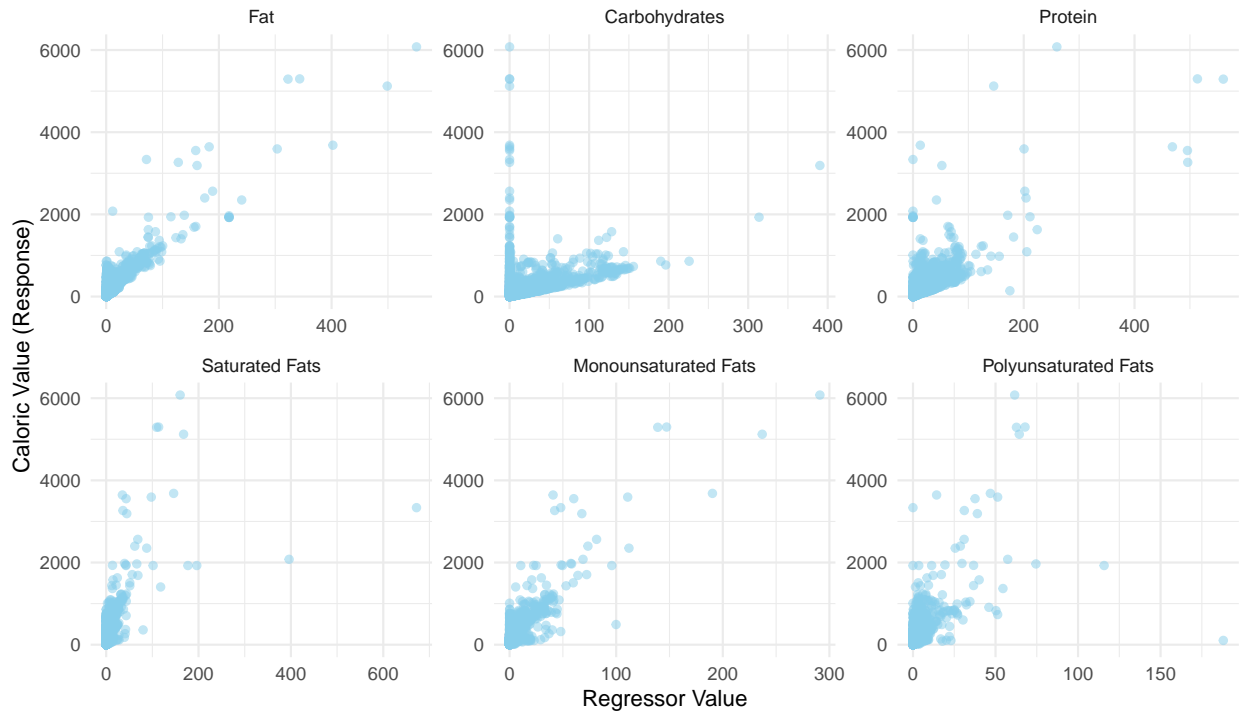 Fat
Carbohydrates
Protein
6000
4000
2000
0
0 200 400
0 100 200 300 400
0 200 400
Saturated Fats
Monounsaturated Fats
Polyunsaturated Fats
6000
4000
2000
0
0 200 400 600
0 100 200 300
0 50 100 150
Caloric Value (Response)
Regressor Value